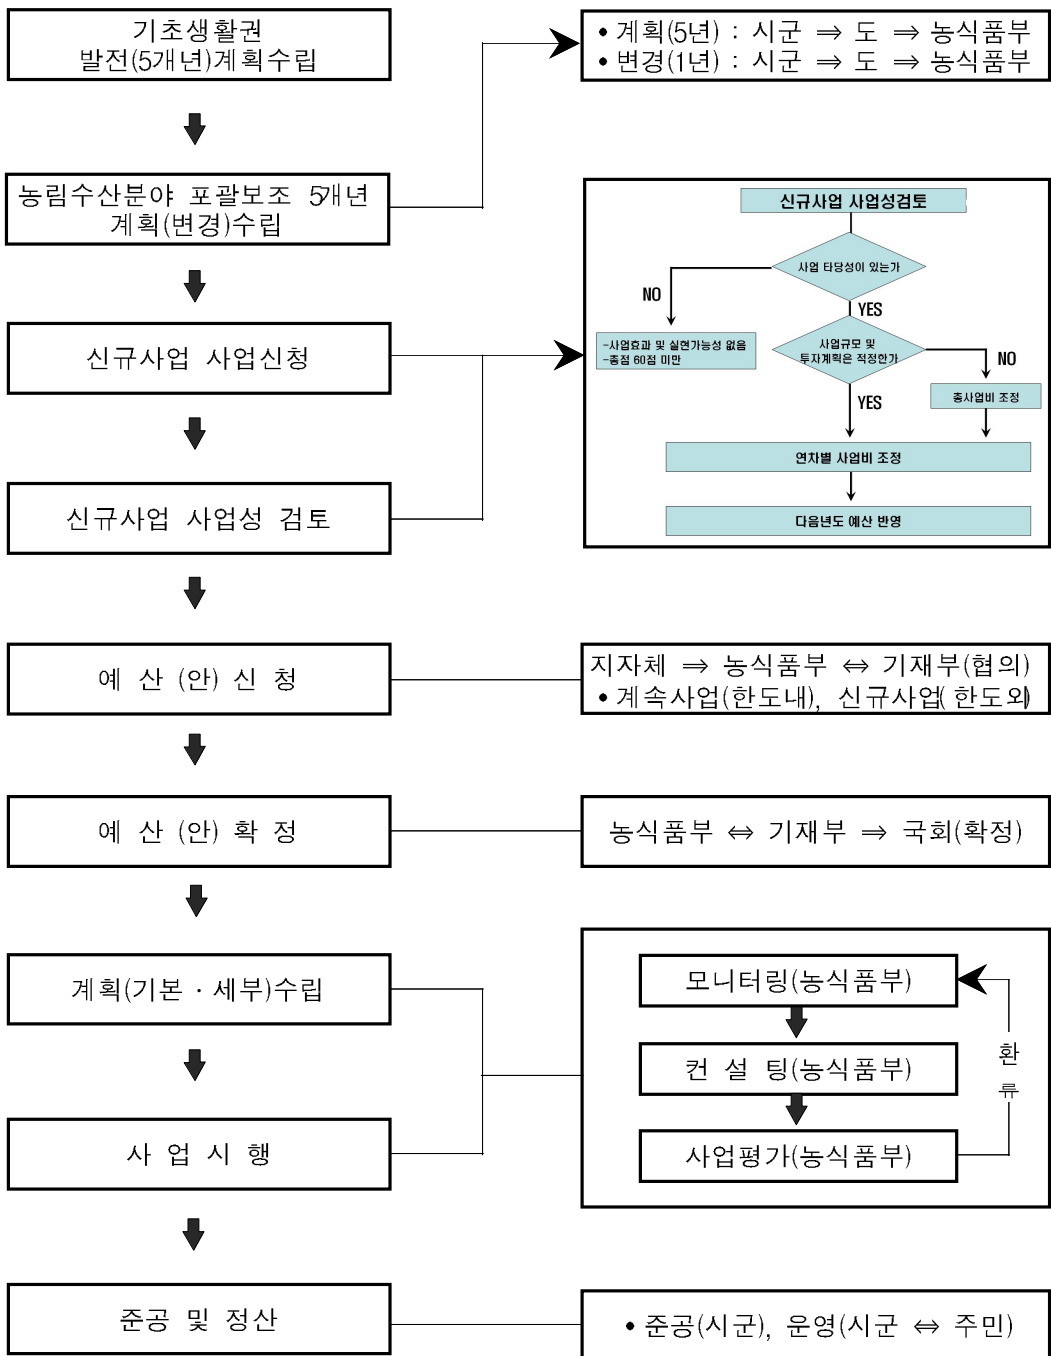 기초생활권
발전(5개년)계획수립
• 계획(5년) : 시군 ⇒ 도 ⇒ 농식품부
• 변경(1년) : 시군 ⇒ 도 ⇒ 농식품부
농림수산분야 포괄보조 5개년
계획(변경)수립
신규사업 사업신청
신규사업 사업성 검토
신규사업 사업성검토
사업 타당성이 있는가
NO
YES
-사업효과 및 실현가능성 없음
-총점 60점 미만
사업규모 및
투자계획은 적정한가
NO
YES
총사업비 조정
연차별 사업비 조정
다음년도 예산 반영
예 산 (안) 신 청
지자체 ⇒ 농식품부 ⇔ 기재부(협의)
• 계속사업(한도내), 신규사업(한도외)
예 산 (안) 확 정
농식품부 ⇔ 기재부 ⇒ 국회(확정)
계획(기본 · 세부)수립
사 업 시 행
모니터링(농식품부)
컨 설 팅(농식품부)
사업평가(농식품부)
환
류
준공 및 정산
• 준공(시군), 운영(시군 ⇔ 주민)